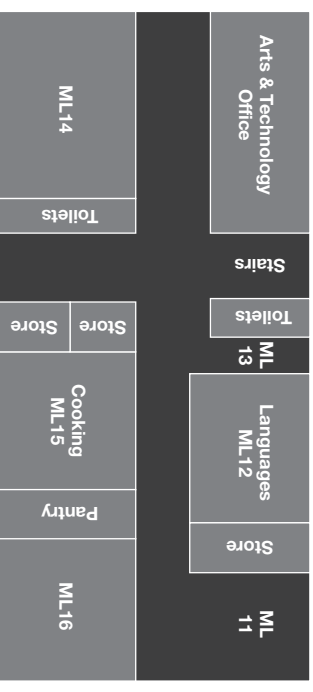 ML14
Toilets
Store
Store
Cooking
ML15
Pantry
ML16
Arts & Technology
Office
Stairs
Toilets
ML
13
Languages
ML12
Store
ML
11